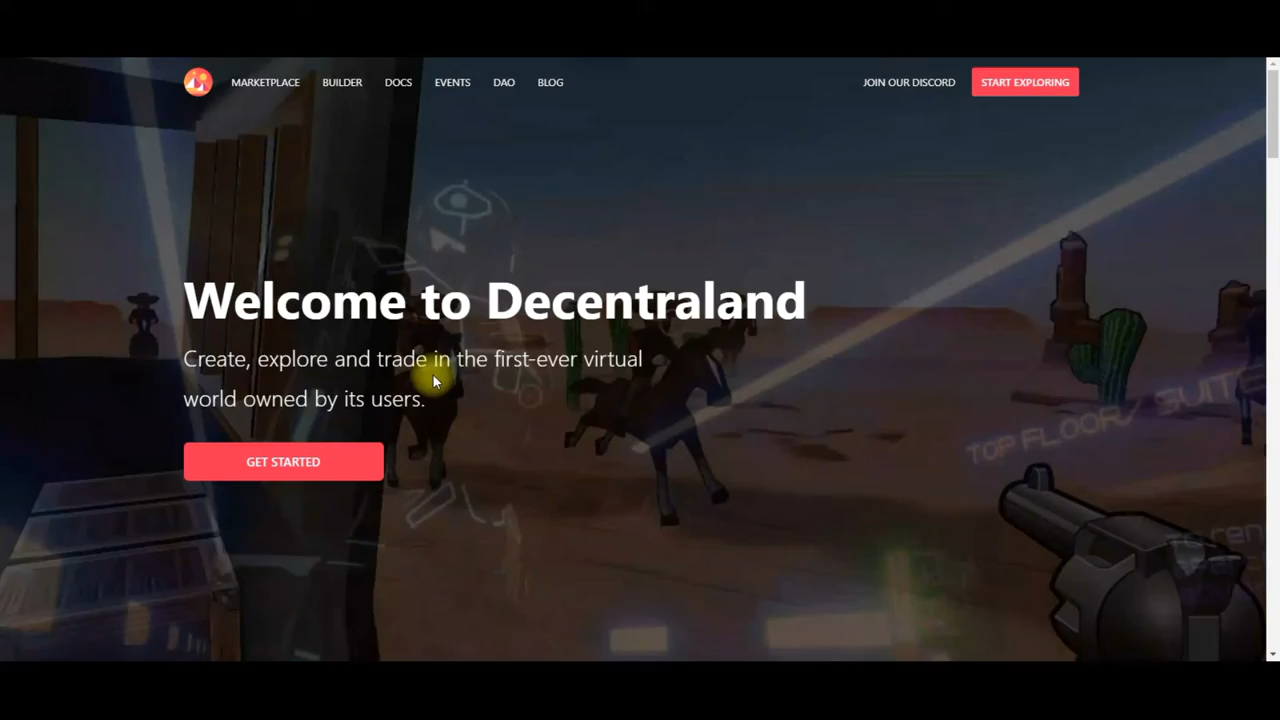 MARKETPLACE BUILDER DOCS EVENTS DAO BLOG JOIN OUR DISCORD START EXPLORING
Welcome to Decentraland
Create, explore and trade in the first-ever virtual
world owned by its users.
GET STARTED
TOP FLOOR/ SUITE